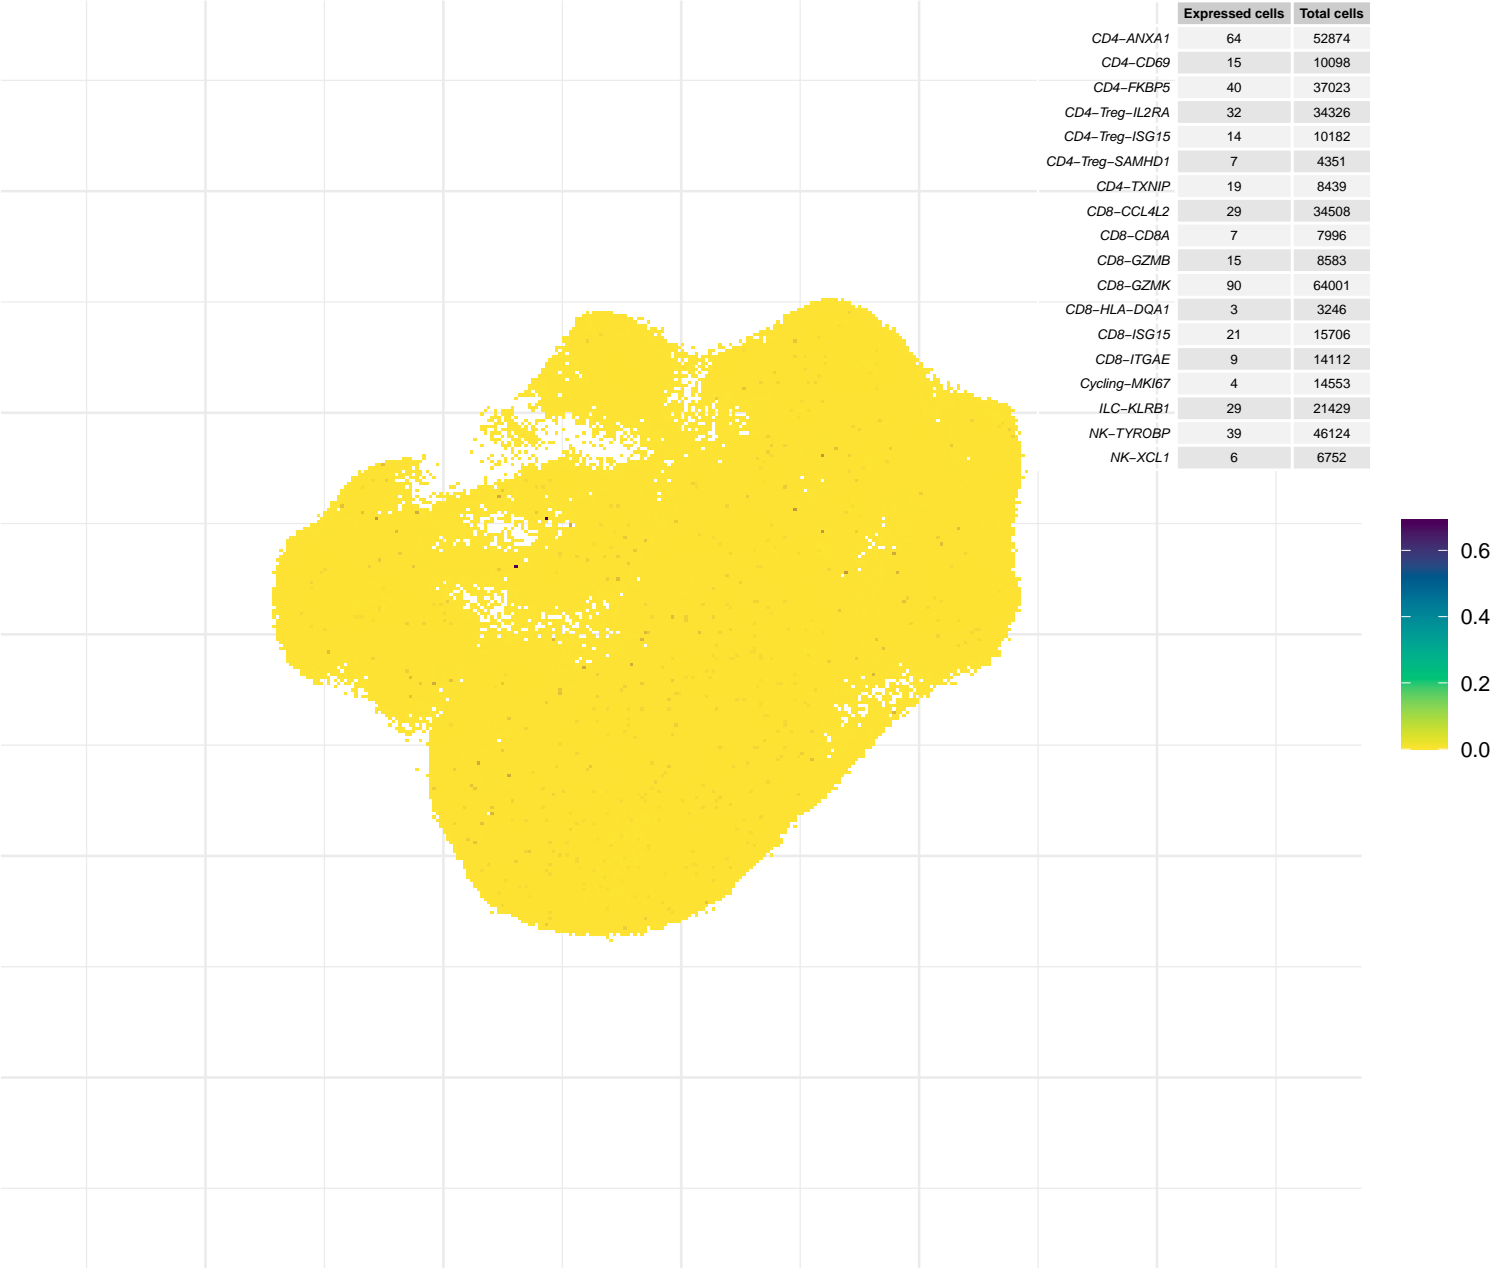 Expressed cells Total cells
CD4−ANXA1 64 52874
CD4−CD69 15 10098
CD4−FKBP5 40 37023
CD4−Treg−IL2RA 32 34326
CD4−Treg−ISG15 14 10182
CD4−Treg−SAMHD1 7 4351
CD4−TXNIP 19 8439
CD8−CCL4L2 29 34508
CD8−CD8A 7 7996
CD8−GZMB 15 8583
CD8−GZMK 90 64001
CD8−HLA−DQA1 3 3246
CD8−ISG15 21 15706
CD8−ITGAE 9 14112
Cycling−MKI67 4 14553
ILC−KLRB1 29 21429
NK−TYROBP 39 46124
NK−XCL1 6 6752
0.6
0.4
0.2
0.0